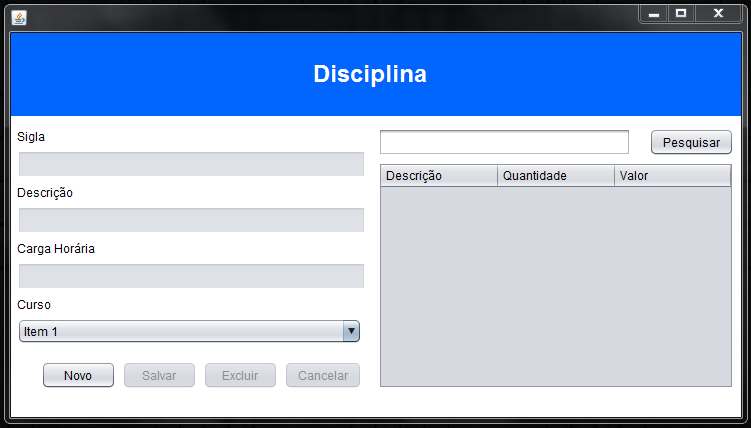 Disciplina
Sigla
Descrição
Carga Horária
Curso
Item 1
Novo Salvar Excluir Cancelar
Pesquisar
Descrição Quantidade Valor